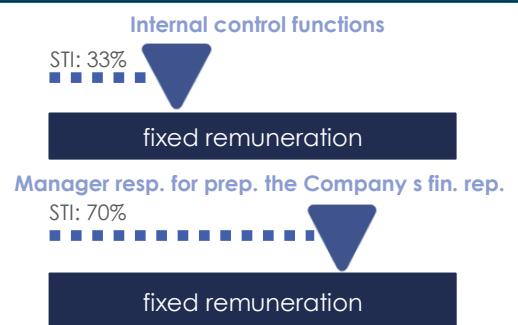 Internal control functions
STI: 33%
fixed remuneration
Manager resp. for prep. the Company s fin. rep.
STI: 70%
fixed remuneration